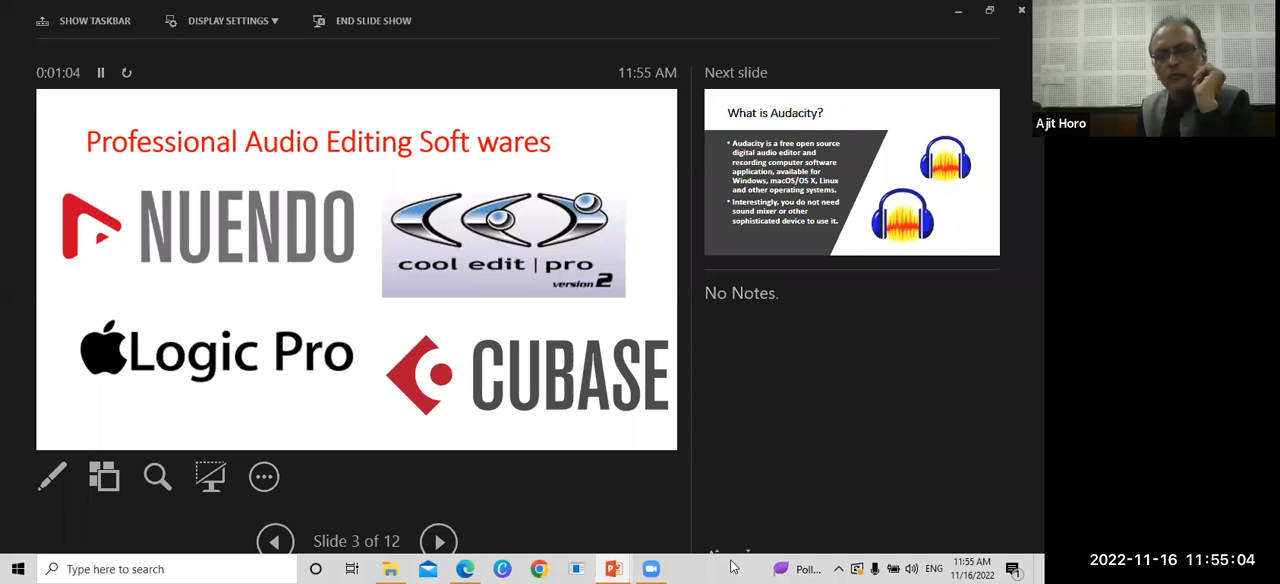 SHOW TASKBAR
DISPLAY SETTINGS ▼
END SLIDE SHOW
0:01:04
11:55 AM
Professional Audio Editing Soft wares
NUENDO
cool edit | pro
version 2
Logic Pro
CUBASE
Next slide
What is Audacity?
• Audacity is a free open source
digital audio editor and
recording computer software
application, available for
Windows, macOS/OS X, Linux
and other operating systems.
• Interestingly, you do not need
sound mixer or other
sophisticated device to use it.
No Notes.
Ajit Horo
Slide 3 of 12
Type here to search
Poll...
ENG
11:55 AM
11/16/2022
1
2022-11-16 11:55:04